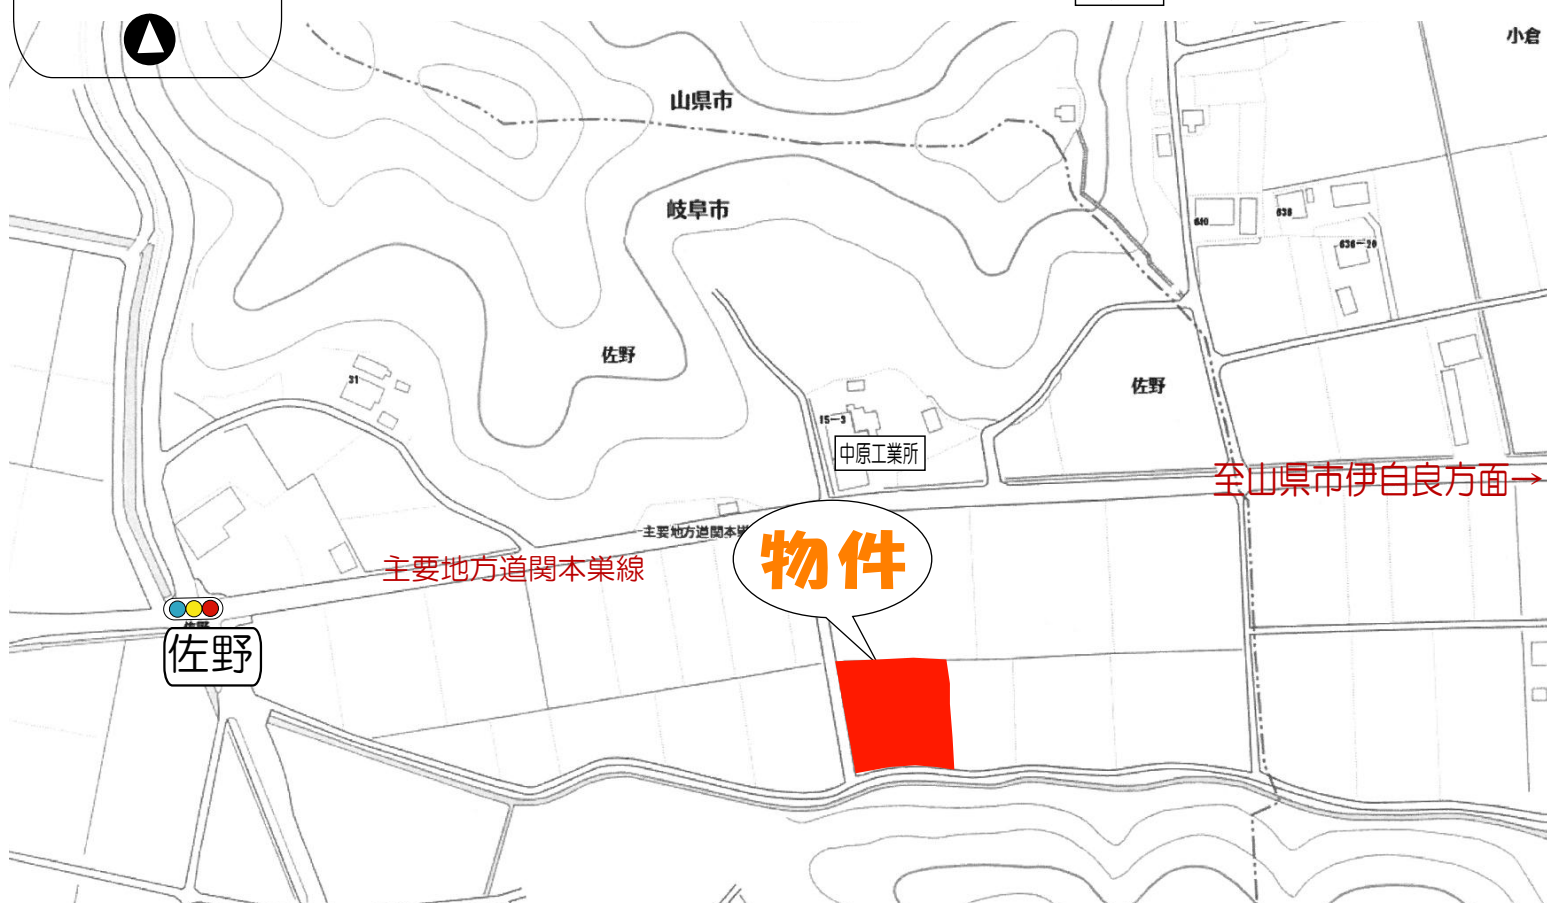 小倉
山県市
岐阜市
640
638
636-20
佐野
31
佐野
15-3
中原工業所
至山県市伊自良方面→
主要地方道関本巣
物件
主要地方道関本巣線
佐野
佐野